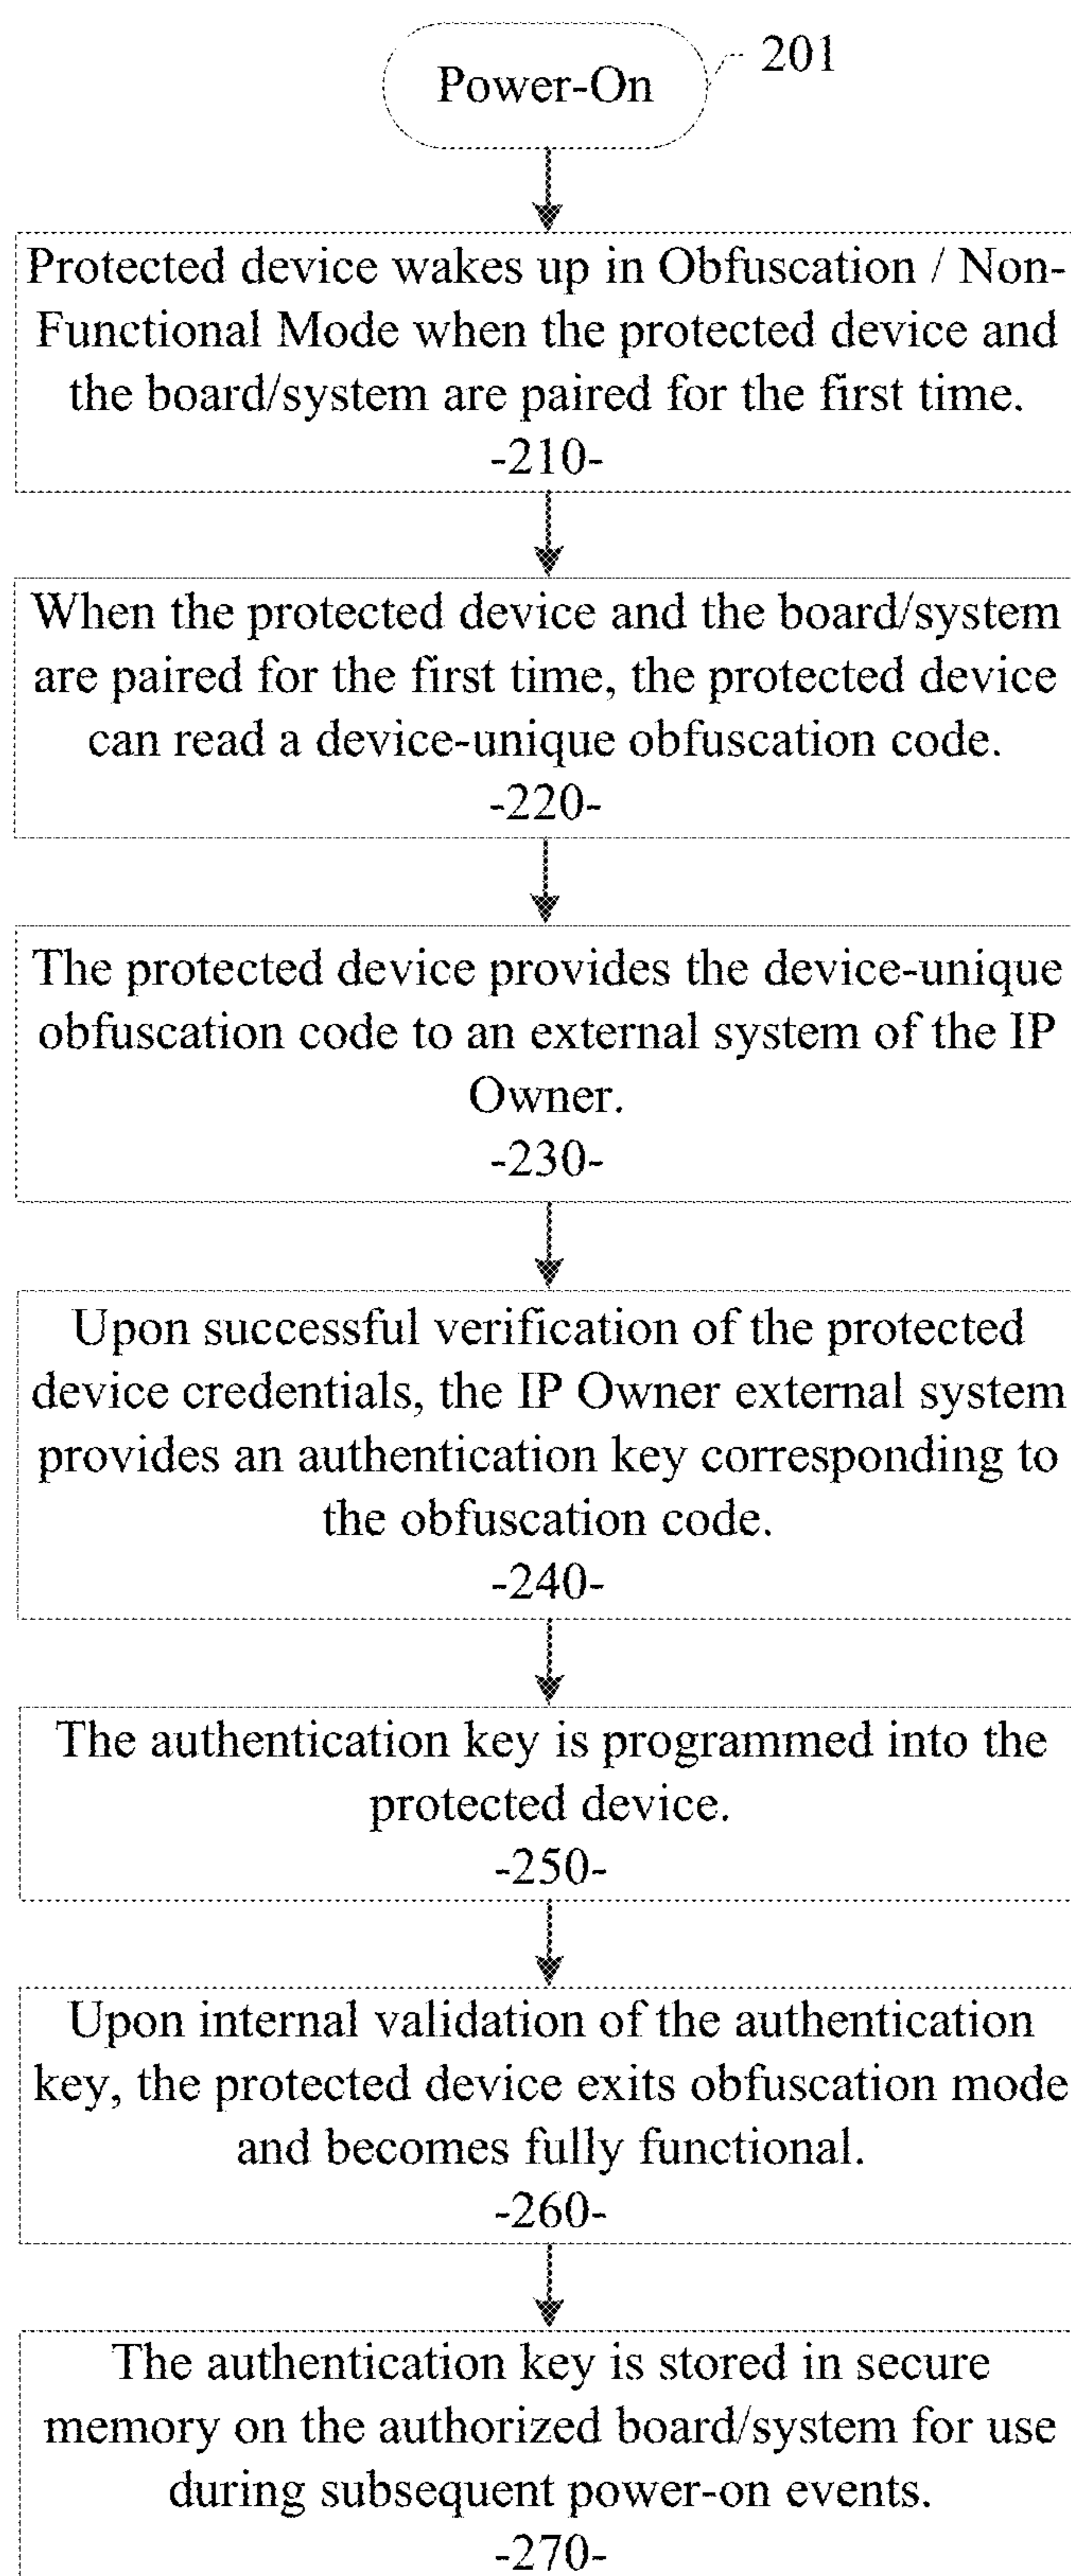 Power-On
201
Protected device wakes up in Obfuscation / Non-
Functional Mode when the protected device and
the board/system are paired for the first time.
-210-
When the protected device and the board/system
are paired for the first time, the protected device
can read a device-unique obfuscation code.
-220-
The protected device provides the device-unique
obfuscation code to an external system of the IP
Owner.
-230-
Upon successful verification of the protected
device credentials, the IP Owner external system
provides an authentication key corresponding to
the obfuscation code.
-240-
The authentication key is programmed into the
protected device.
-250-
Upon internal validation of the authentication
key, the protected device exits obfuscation mode
and becomes fully functional.
-260-
The authentication key is stored in secure
memory on the authorized board/system for use
during subsequent power-on events.
-270-